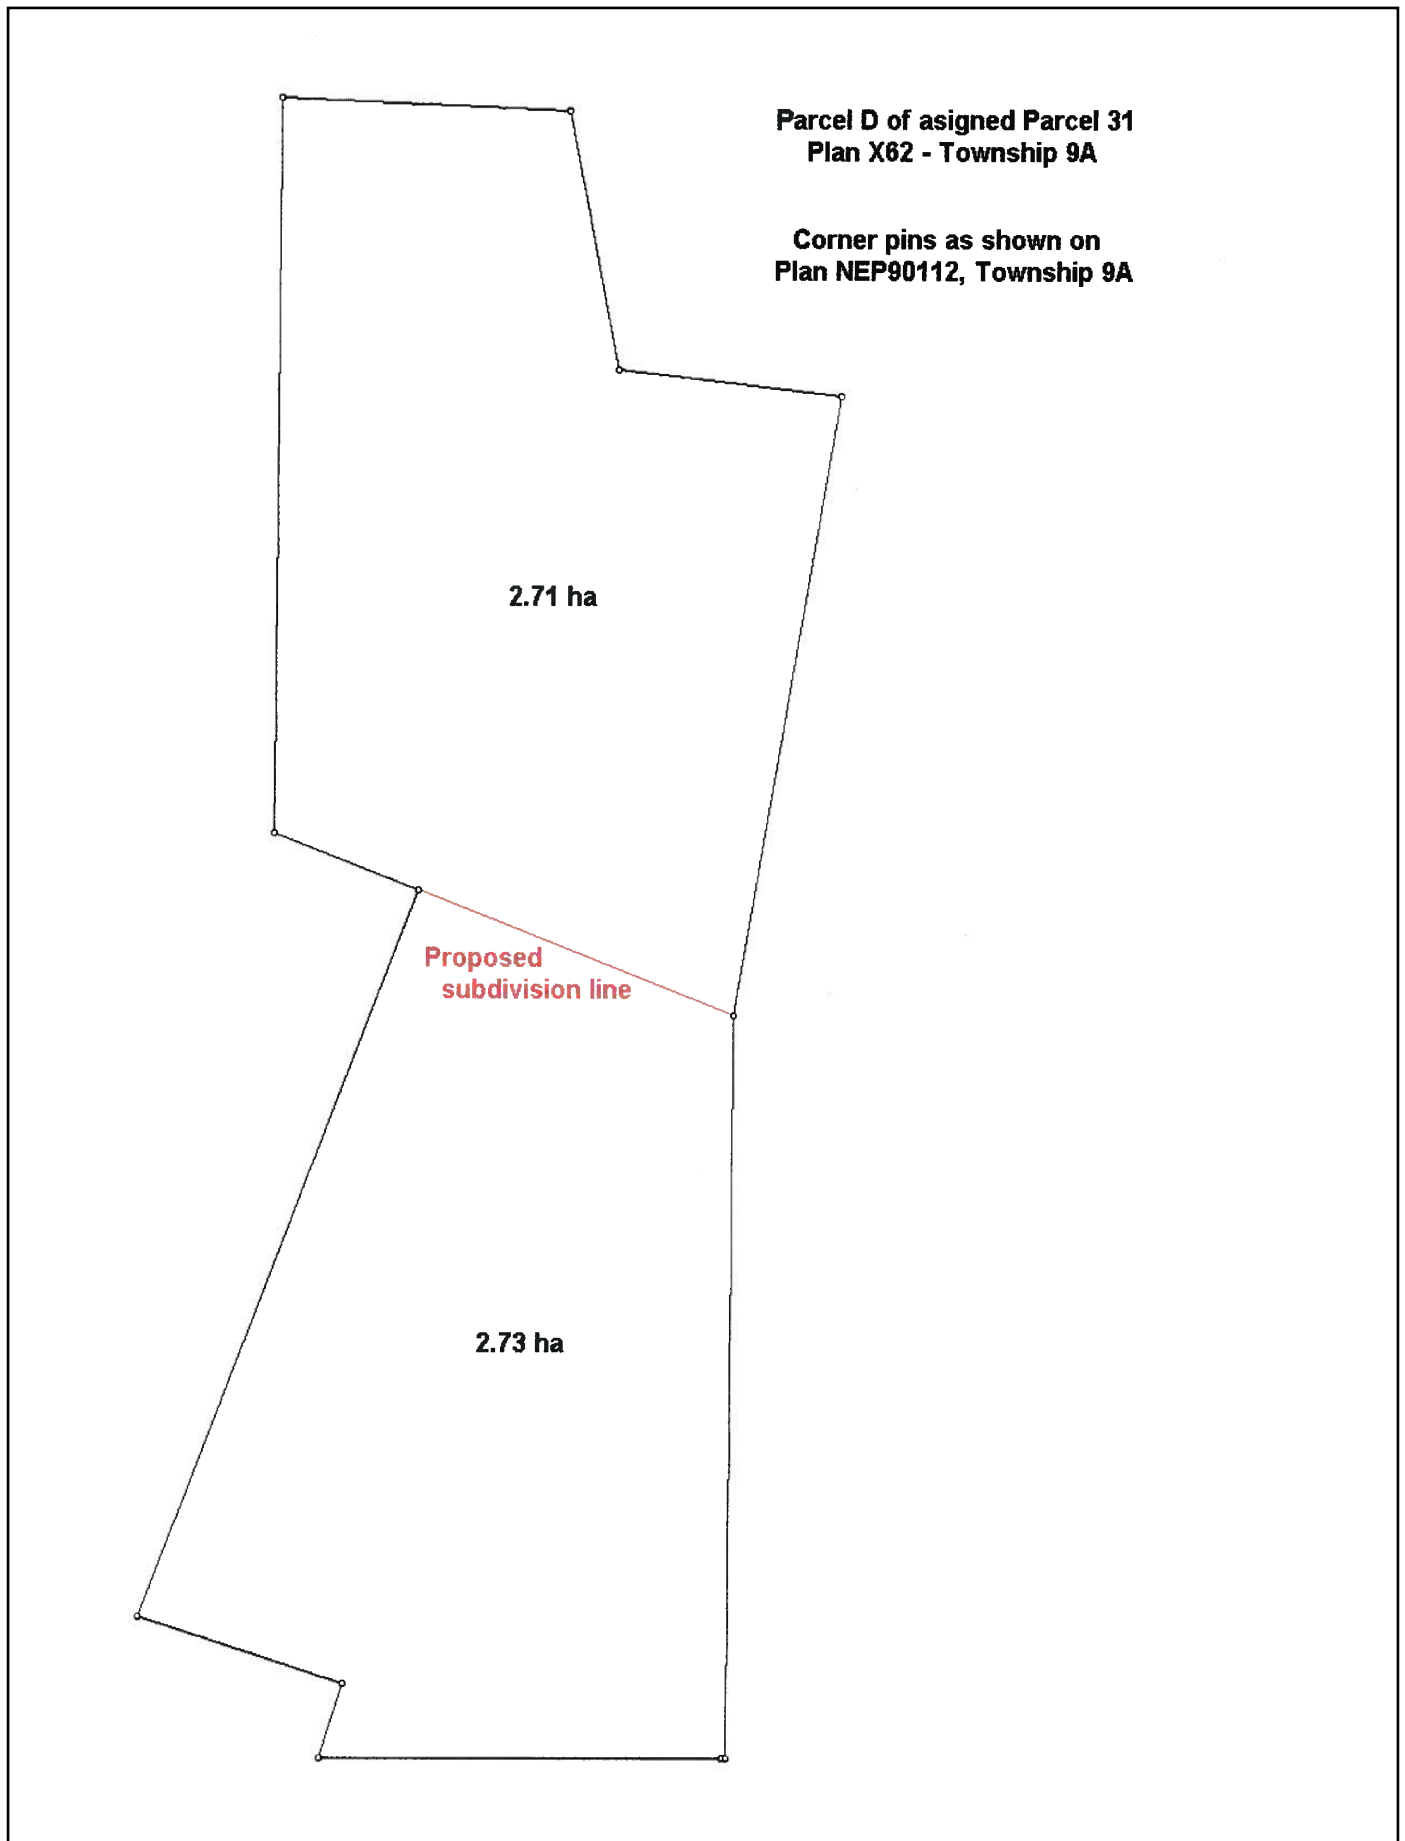 Parcel D of asigned Parcel 31
Plan X62 - Township 9A
Corner pins as shown on
Plan NEP90112, Township 9A
2.71 ha
Proposed
subdivision line
2.73 ha